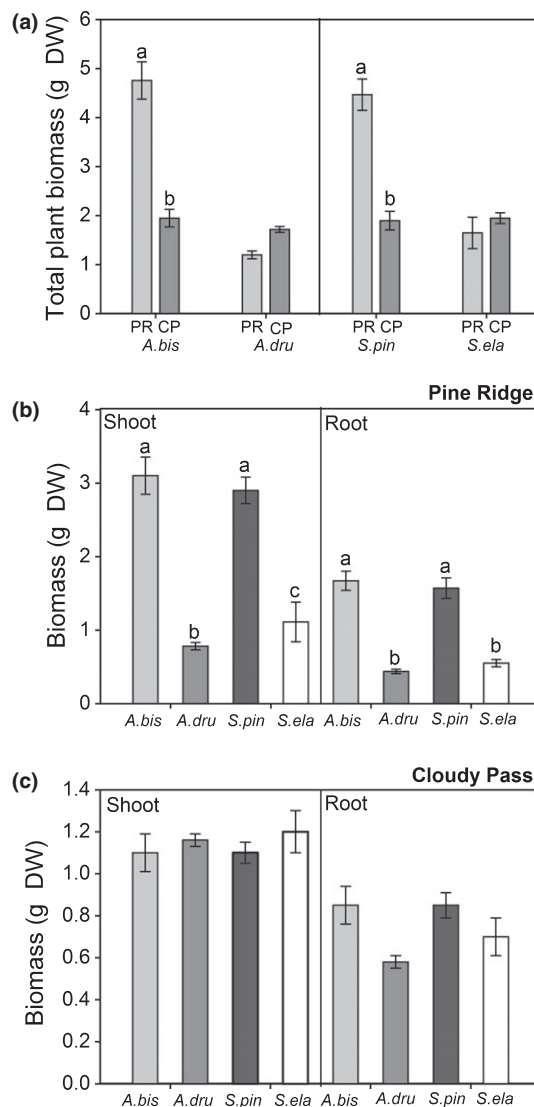 (a)
Total plant biomass (g DW)
6
5
4
3
2
1
0
a
b
a
b
PR CP PR CP PR CP PR CP
A.bis A.dru S.pin S.ela
Pine Ridge
(b)
Biomass (g DW)
4
3
2
1
0
Shoot Root
a
b
a
c
a
b
a
b
A.bis A.dru S.pin S.ela A.bis A.dru S.pin S.ela
Cloudy Pass
(c)
Biomass (g DW)
1.4
1.2
1.0
0.8
0.6
0.4
0.2
0.0
Shoot Root
A.bis A.dru S.pin S.ela A.bis A.dru S.pin S.ela